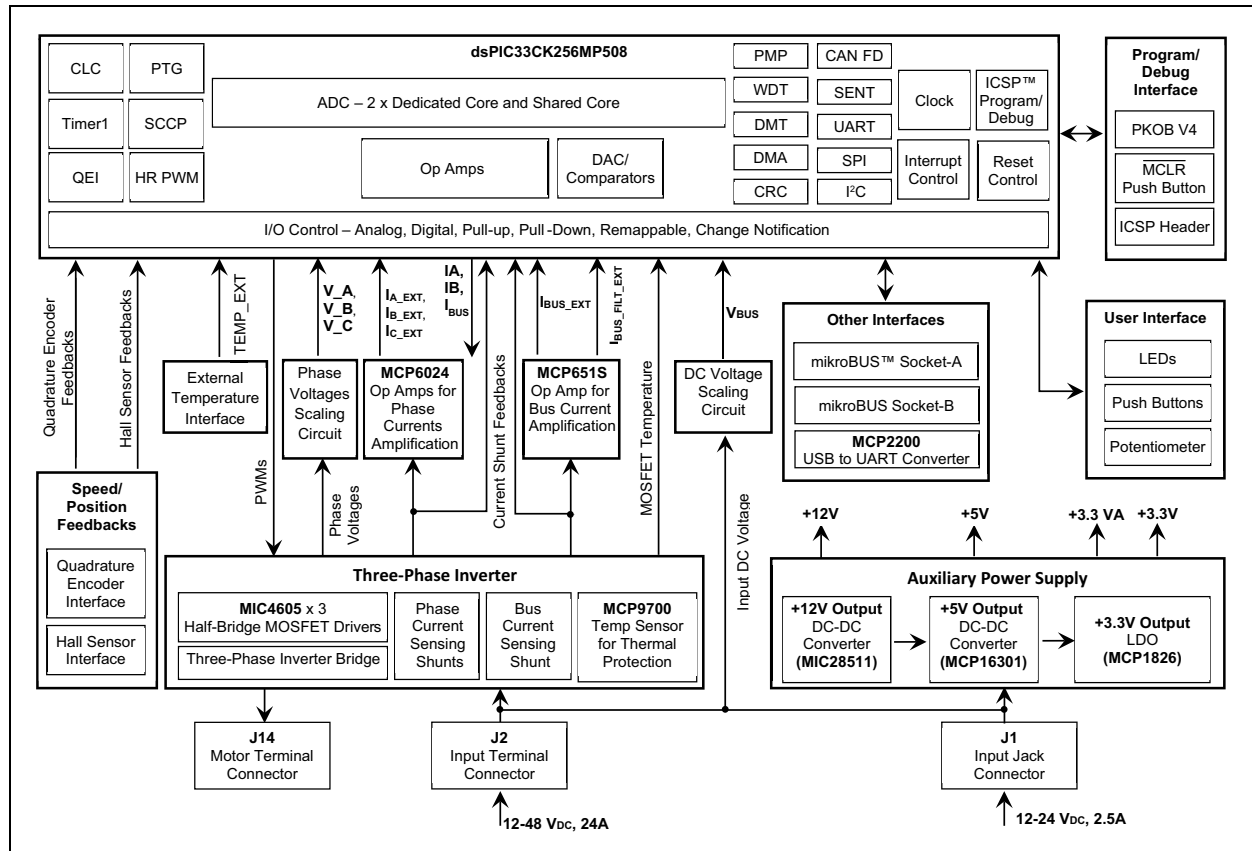 dsPIC33CK256MP508
CLC
PTG
Timer1
SCCP
QEI
HR PWM
ADC – 2 x Dedicated Core and Shared Core
Op Amps
DAC/
Comparators
PMP
CAN FD
WDT
SENT
DMT
UART
DMA
SPI
CRC
I²C
Clock
ICSP™
Program/
Debug
Interrupt
Control
Reset
Control
I/O Control – Analog, Digital, Pull-up, Pull-Down, Remappable, Change Notification
Program/
Debug
Interface
PKOB V4
MCLR
Push Button
ICSP Header
Quadrature Encoder
Feedbacks
Hall Sensor Feedbacks
TEMP_EXT
V_A,
V_B,
V_C
IA_EXT,
IB_EXT,
IC_EXT
IA,
IB,
IBUS
IBUS_EXT
IBUS_FILT_EXT
VBUS
External
Temperature
Interface
Phase
Voltages
Scaling
Circuit
MCP6024
Op Amps for
Phase
Currents
Amplification
Current Shunt Feedbacks
MCP651S
Op Amp for
Bus Current
Amplification
MOSFET Temperature
DC Voltage
Scaling
Circuit
Other Interfaces
mikroBUS™ Socket-A
mikroBUS Socket-B
MCP2200
USB to UART Converter
User Interface
LEDs
Push Buttons
Potentiometer
Speed/
Position
Feedbacks
Quadrature
Encoder
Interface
Hall Sensor
Interface
PWMs
Phase
Voltages
Input DC Voltage
Three-Phase Inverter
MIC4605 x 3
Half-Bridge MOSFET Drivers
Three-Phase Inverter Bridge
Phase
Current
Sensing
Shunts
Bus
Current
Sensing
Shunt
MCP9700
Temp Sensor
for Thermal
Protection
+12V
+5V
+3.3 VA
+3.3V
Auxiliary Power Supply
+12V Output
DC-DC
Converter
(MIC28511)
+5V Output
DC-DC
Converter
(MCP16301)
+3.3V Output
LDO
(MCP1826)
J14
Motor Terminal
Connector
J2
Input Terminal
Connector
J1
Input Jack
Connector
12-48 VDC, 24A
12-24 VDC, 2.5A